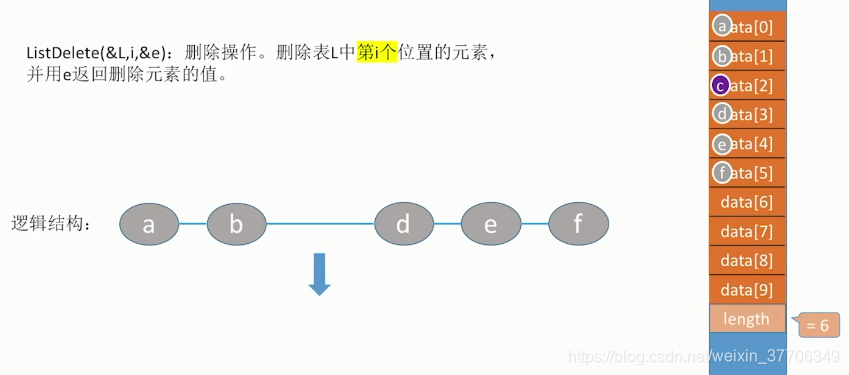 ListDelete(&L,i,&e)：删除操作。删除表L中第i个位置的元素，
并用e返回删除元素的值。
逻辑结构：
a
b
d
e
f
a ata[0]
b ata[1]
c data[2]
d ata[3]
e ata[4]
f ata[5]
data[6]
data[7]
data[8]
data[9]
length
= 6
https://blog.csdn.net/weixin_37706349